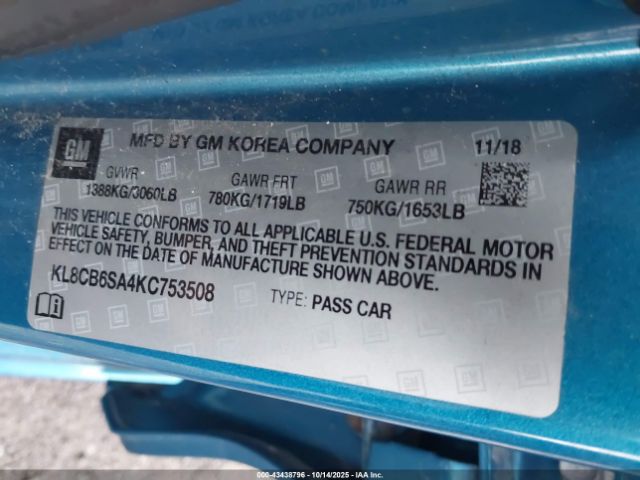 GM
MFD BY GM KOREA COMPANY 11/18
GVWR GAWR FRT GAWR RR
1388KG/3060LB 780KG/1719LB 750KG/1653LB
THIS VEHICLE CONFORMS TO ALL APPLICABLE U.S. FEDERAL MOTOR
VEHICLE SAFETY, BUMPER, AND THEFT PREVENTION STANDARDS IN
EFFECT ON THE DATE OF MANUFACTURE SHOWN ABOVE.
KL8CB6SA4KC753508 TYPE: PASS CAR
000-43438796 - 10/14/2025 - IAA Inc.